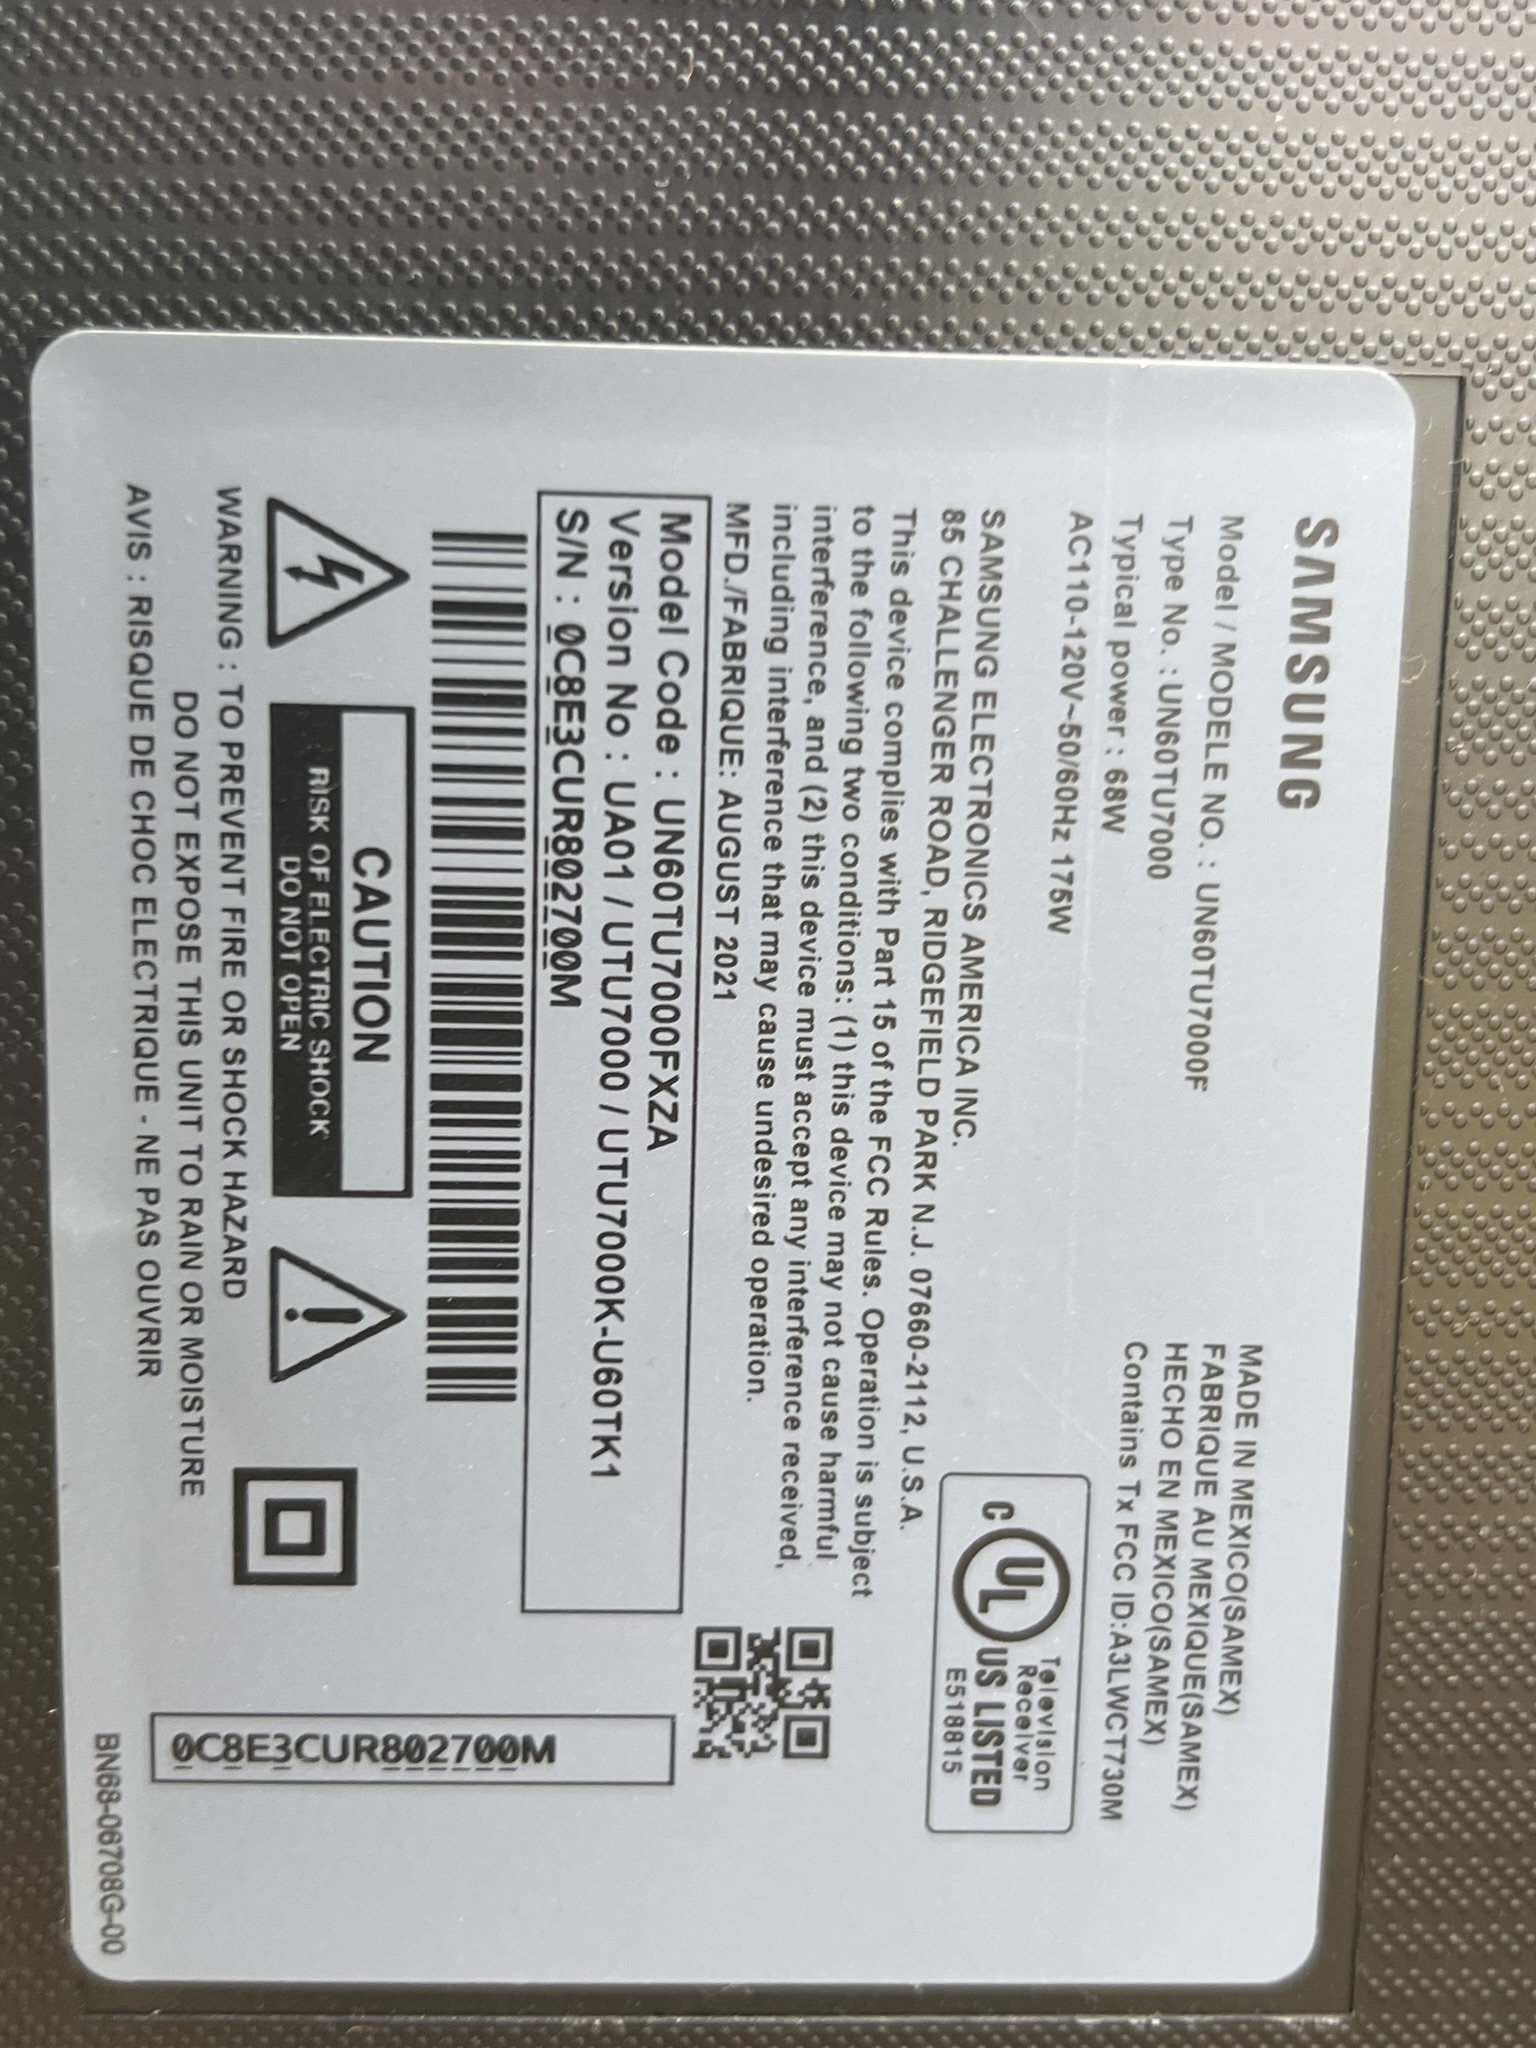 SAMSUNG
Model / MODELE NO. : UN60TU7000F
Type No. : UN60TU7000
Typical power : 68W
AC110-120V~50/60Hz 175W
MADE IN MEXICO(SAMEX)
FABRIQUE AU MEXIQUE(SAMEX)
HECHO EN MEXICO(SAMEX)
Contains Tx FCC ID:A3LWCT730M
SAMSUNG ELECTRONICS AMERICA INC.
85 CHALLENGER ROAD, RIDGEFIELD PARK N.J. 07660-2112, U.S.A.
This device complies with Part 15 of the FCC Rules. Operation is subject
to the following two conditions: (1) this device may not cause harmful
interference, and (2) this device must accept any interference received,
including interference that may cause undesired operation.
MFD./FABRIQUE: AUGUST 2021
C UL US LISTED
Television
Receiver
E518815
Model Code : UN60TU7000FXZA
Version No : UA01 / UTU7000 / UTU7000K-U60TK1
S/N : 0C8E3CUR802700M
CAUTION
RISK OF ELECTRIC SHOCK
DO NOT OPEN
WARNING : TO PREVENT FIRE OR SHOCK HAZARD
DO NOT EXPOSE THIS UNIT TO RAIN OR MOISTURE
AVIS : RISQUE DE CHOC ELECTRIQUE - NE PAS OUVRIR
0C8E3CUR802700M
BN68-06708G-00